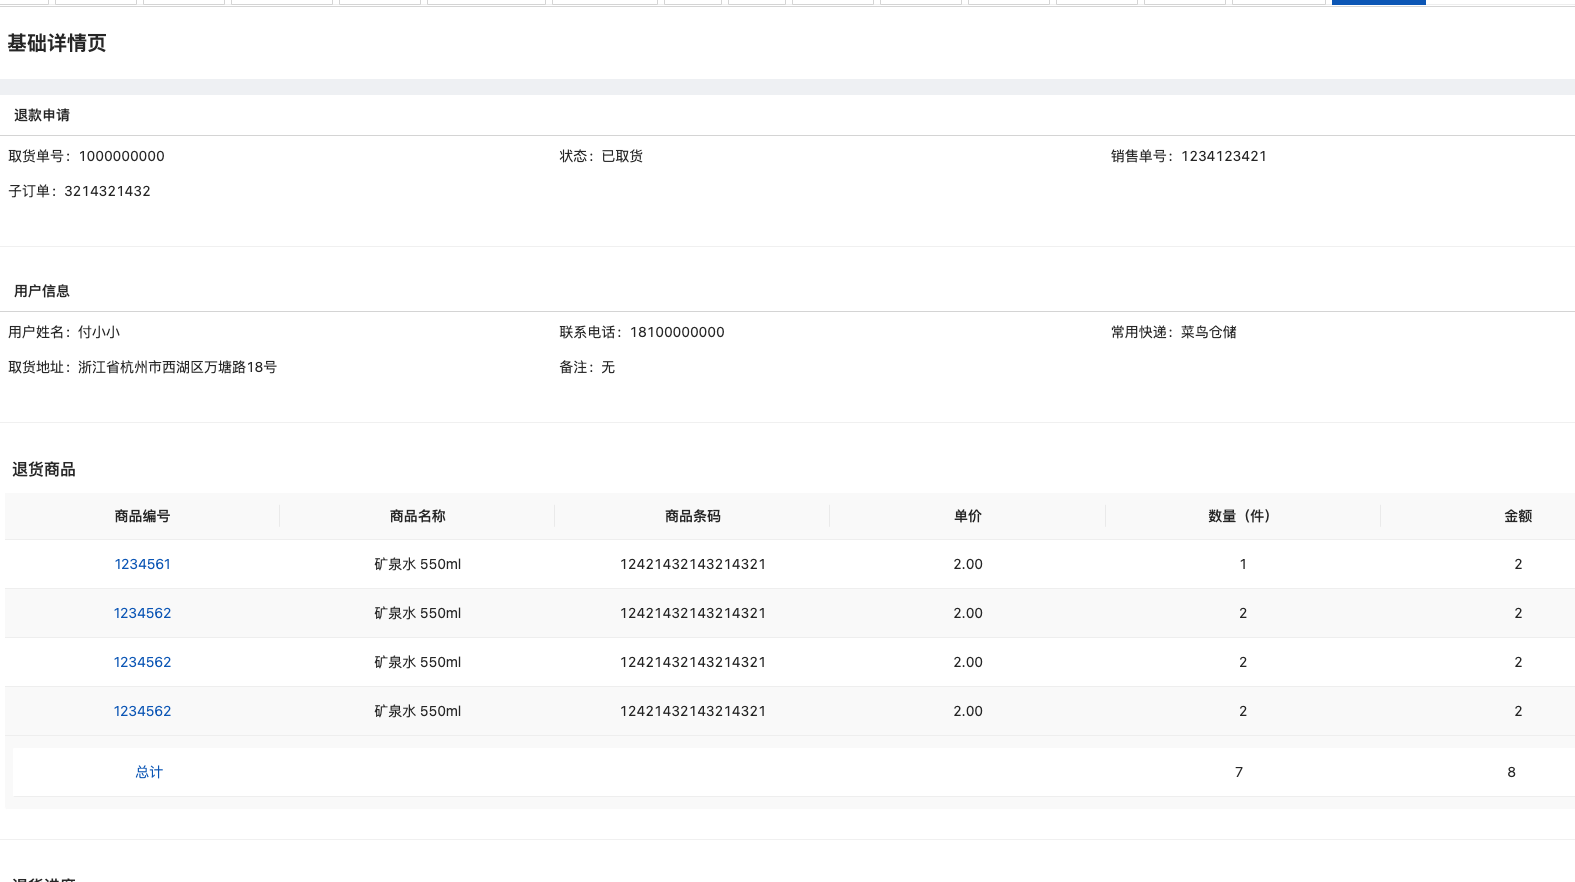 基础详情页
退款申请
取货单号：1000000000 状态：已取货 销售单号：1234123421
子订单：3214321432
用户信息
用户姓名：付小小 联系电话：18100000000 常用快递：菜鸟仓储
取货地址：浙江省杭州市西湖区万塘路18号 备注：无
退货商品
商品编号 商品名称 商品条码 单价 数量（件） 金额
1234561 矿泉水 550ml 12421432143214321 2.00 1 2
1234562 矿泉水 550ml 12421432143214321 2.00 2 2
1234562 矿泉水 550ml 12421432143214321 2.00 2 2
1234562 矿泉水 550ml 12421432143214321 2.00 2 2
总计 7 8
退货进度